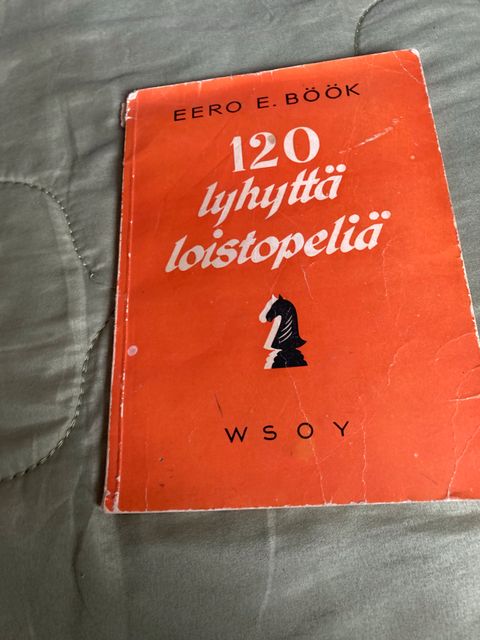 EERO E. BÖÖK
120
lyhyttä
loistopeliä
WSOY